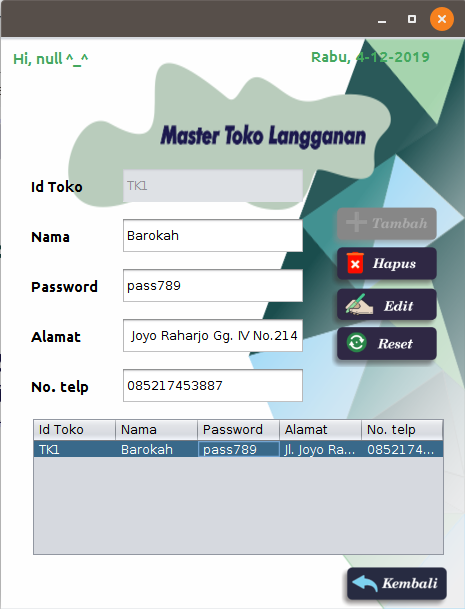 Hi, null ^_^
Rabu, 4-12-2019
Master Toko Langganan
Id Toko
TK1
Nama
Barokah
Password
pass789
Alamat
Joyo Raharjo Gg. IV No.214
No. telp
085217453887
Tambah
Hapus
Edit
Reset
Id Toko Nama Password Alamat No. telp
TK1 Barokah pass789 Jl. Joyo Ra... 0852174...
Kembali